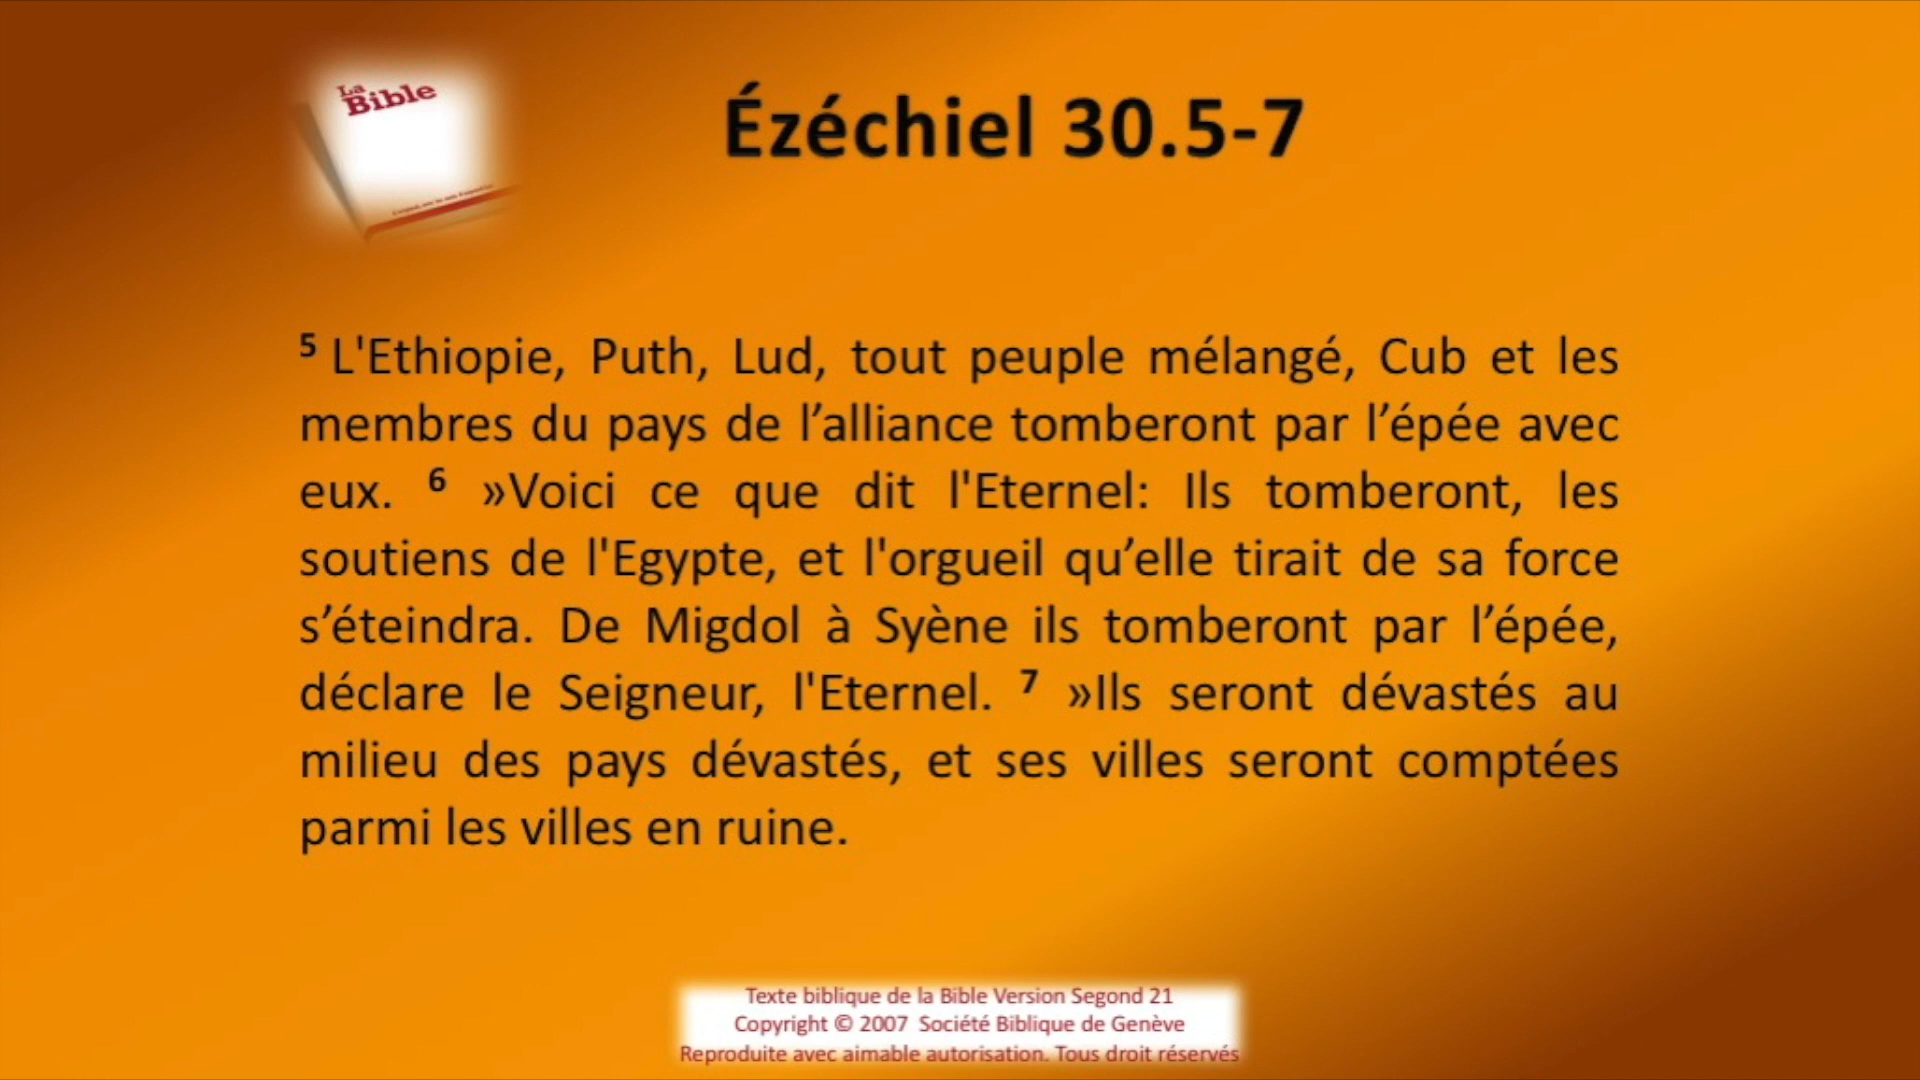 La
Bible
Ézéchiel 30.5-7
5 L'Ethiopie, Puth, Lud, tout peuple mélangé, Cub et les
membres du pays de l’alliance tomberont par l’épée avec
eux. 6 »Voici ce que dit l'Eternel: Ils tomberont, les
soutiens de l'Egypte, et l'orgueil qu’elle tirait de sa force
s’éteindra. De Migdol à Syène ils tomberont par l’épée,
déclare le Seigneur, l'Eternel. 7 »Ils seront dévastés au
milieu des pays dévastés, et ses villes seront comptées
parmi les villes en ruine.
Texte biblique de la Bible Version Segond 21
Copyright © 2007 Société Biblique de Genève
Reproduite avec aimable autorisation. Tous droit réservés